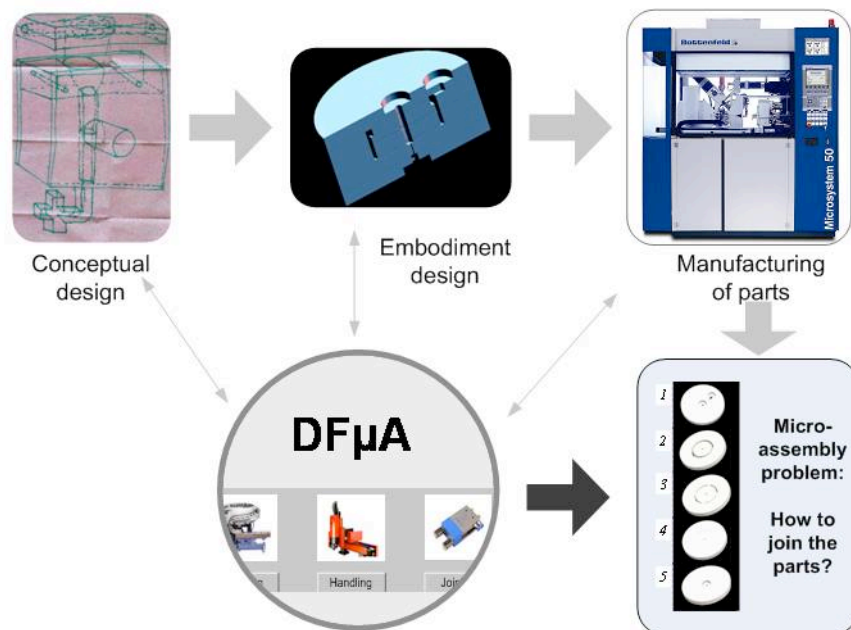 Battenfeld
Microsystem 50
Conceptual
design
Embodiment
design
Manufacturing
of parts
DFµA
Handling
Join
1
2
3
4
5
Micro-
assembly
problem:
How to
join the
parts?